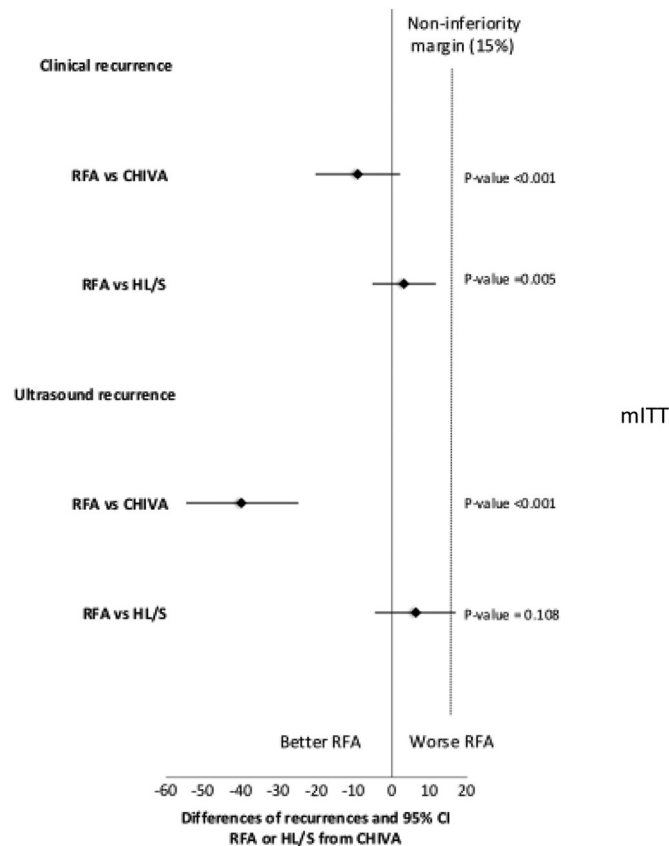 Non-inferiority
margin (15%)
Clinical recurrence
RFA vs CHIVA
P-value <0.001
RFA vs HL/S
P-value =0.005
Ultrasound recurrence
mITT
RFA vs CHIVA
P-value <0.001
RFA vs HL/S
P-value = 0.108
Better RFA
Worse RFA
-60 -50 -40 -30 -20 -10 0 10 20
Differences of recurrences and 95% CI
RFA or HL/S from CHIVA